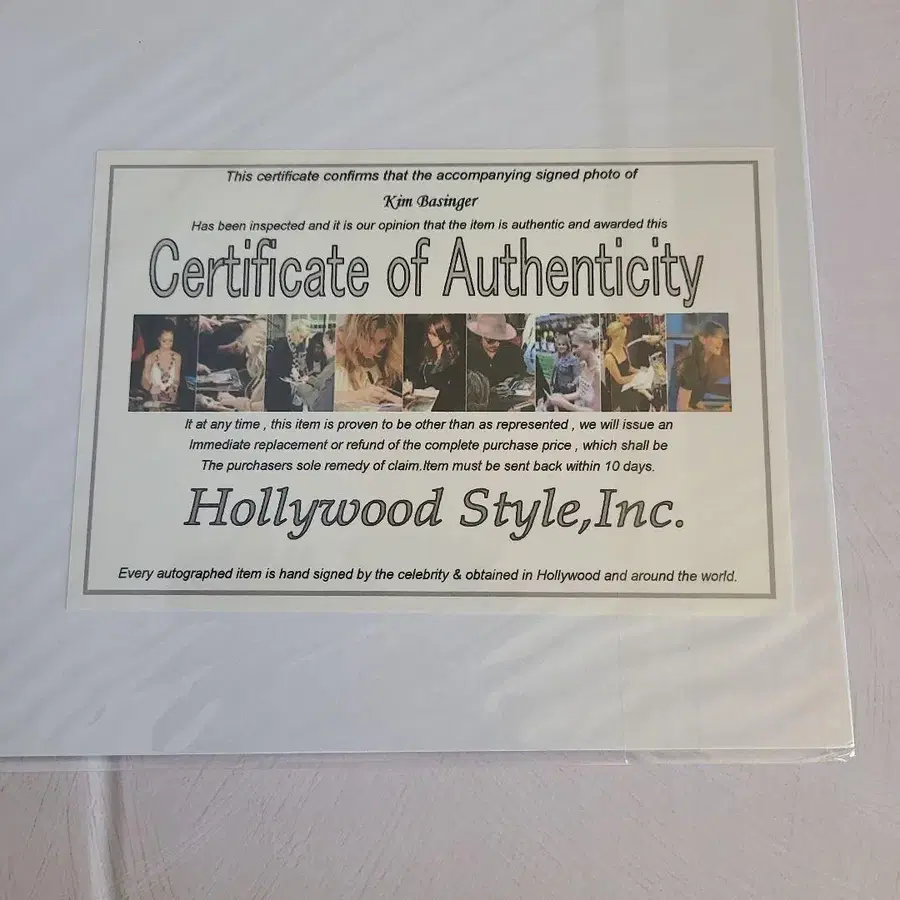 This certificate confirms that the accompanying signed photo of
Kim Basinger
Has been inspected and it is our opinion that the item is authentic and awarded this
Certificate of Authenticity
It at any time , this item is proven to be other than as represented , we will issue an
Immediate replacement or refund of the complete purchase price , which shall be
The purchasers sole remedy of claim.Item must be sent back within 10 days.
Hollywood Style,Inc.
Every autographed item is hand signed by the celebrity & obtained in Hollywood and around the world.